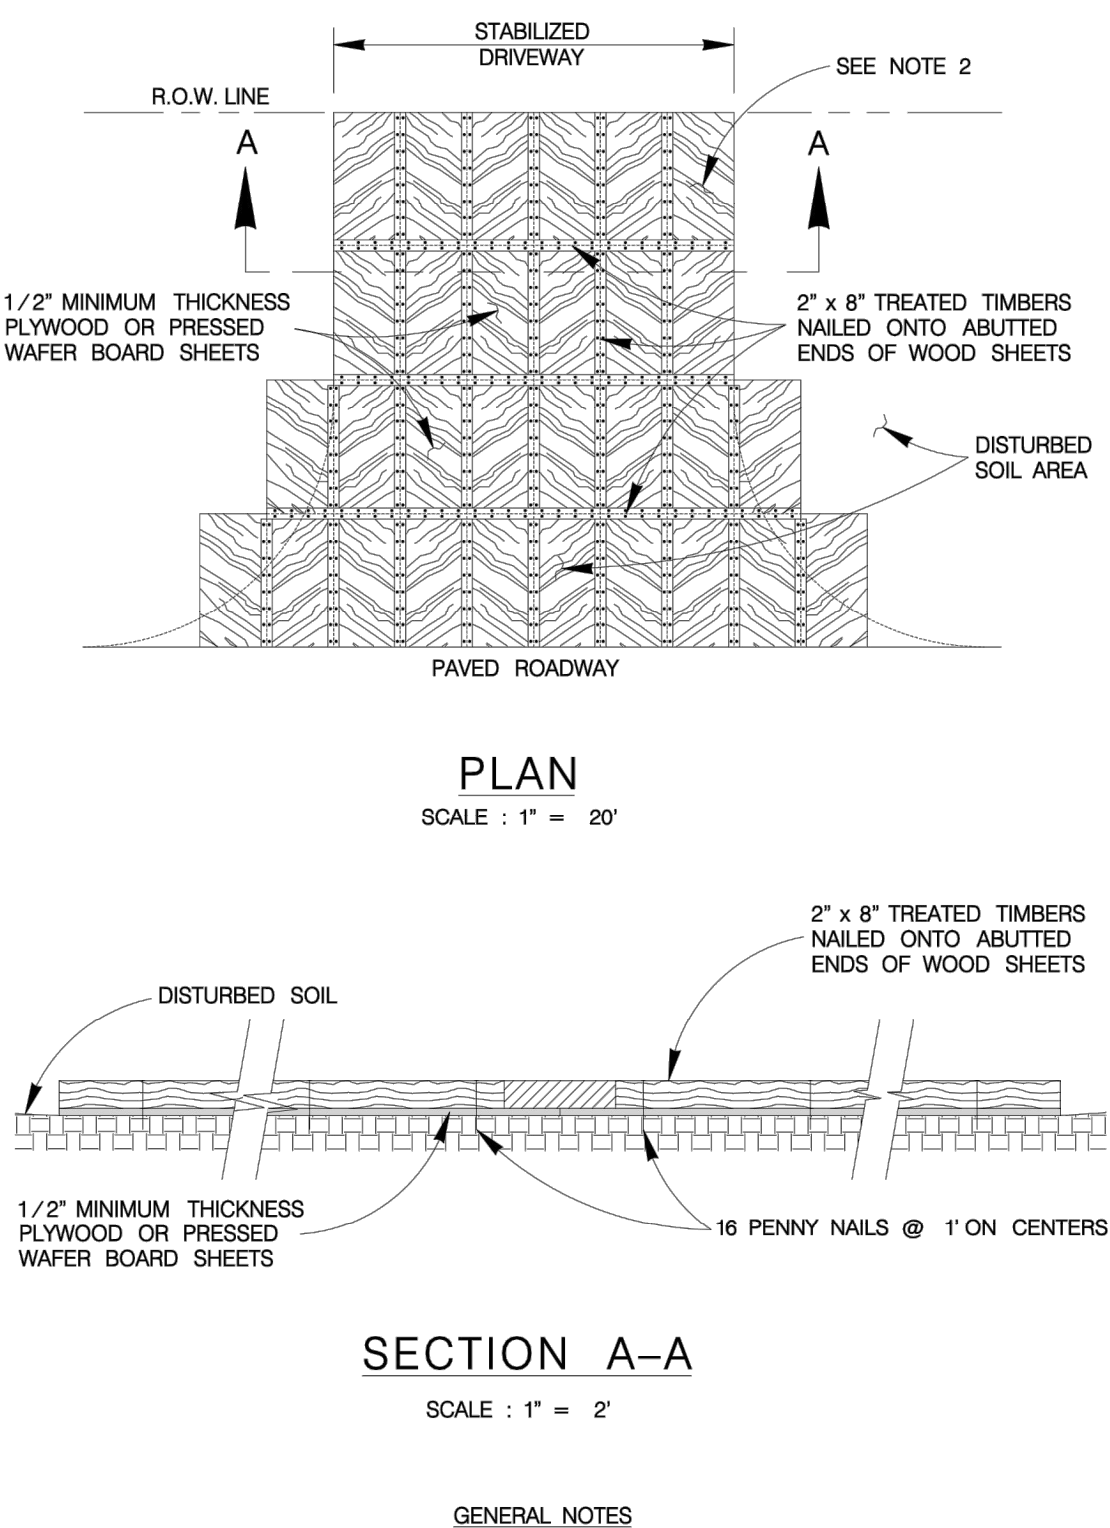 STABILIZED
DRIVEWAY
SEE NOTE 2
R.O.W. LINE
A
A
1/2" MINIMUM THICKNESS
PLYWOOD OR PRESSED
WAFER BOARD SHEETS
2" x 8" TREATED TIMBERS
NAILED ONTO ABUTTED
ENDS OF WOOD SHEETS
DISTURBED
SOIL AREA
PAVED ROADWAY
PLAN
SCALE : 1" = 20'
2" x 8" TREATED TIMBERS
NAILED ONTO ABUTTED
ENDS OF WOOD SHEETS
DISTURBED SOIL
1/2" MINIMUM THICKNESS
PLYWOOD OR PRESSED
WAFER BOARD SHEETS
16 PENNY NAILS @ 1' ON CENTERS
SECTION A-A
SCALE : 1" = 2'
GENERAL NOTES